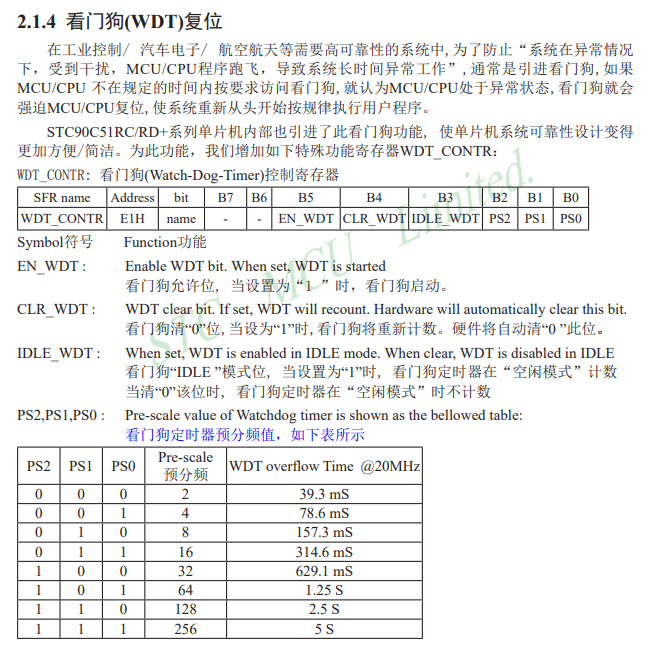 2.1.4 看门狗(WDT)复位
在工业控制/ 汽车电子/ 航空航天等需要高可靠性的系统中,为了防止“系统在异常情况
下，受到干扰，MCU/CPU程序跑飞，导致系统长时间异常工作”,通常是引进看门狗,如果
MCU/CPU 不在规定的时间内按要求访问看门狗,就认为MCU/CPU处于异常状态,看门狗就会
强迫MCU/CPU复位,使系统重新从头开始按规律执行用户程序。
STC90C51RC/RD+系列单片机内部也引进了此看门狗功能, 使单片机系统可靠性设计变得
更加方便/简洁。为此功能，我们增加如下特殊功能寄存器WDT_CONTR：
WDT_CONTR: 看门狗(Watch-Dog-Timer)控制寄存器
SFR name Address bit B7 B6 B5 B4 B3 B2 B1 B0
WDT_CONTR E1H name - - EN_WDT CLR_WDT IDLE_WDT PS2 PS1 PS0
Symbol符号 Function功能
EN_WDT : Enable WDT bit. When set, WDT is started
看门狗允许位, 当设置为“1 ”时，看门狗启动。
CLR_WDT : WDT clear bit. If set, WDT will recount. Hardware will automatically clear this bit.
看门狗清“0”位,当设为“1”时,看门狗将重新计数。硬件将自动清“0 ”此位。
IDLE_WDT : When set, WDT is enabled in IDLE mode. When clear, WDT is disabled in IDLE
看门狗“IDLE ”模式位, 当设置为“1”时, 看门狗定时器在“空闲模式”计数
当清“0”该位时, 看门狗定时器在“空闲模式”时不计数
PS2,PS1,PS0 : Pre-scale value of Watchdog timer is shown as the bellowed table:
看门狗定时器预分频值，如下表所示
PS2 PS1 PS0 Pre-scale 预分频 WDT overflow Time @20MHz
0 0 0 2 39.3 mS
0 0 1 4 78.6 mS
0 1 0 8 157.3 mS
0 1 1 16 314.6 mS
1 0 0 32 629.1 mS
1 0 1 64 1.25 S
1 1 0 128 2.5 S
1 1 1 256 5 S
STC MCU Limited.